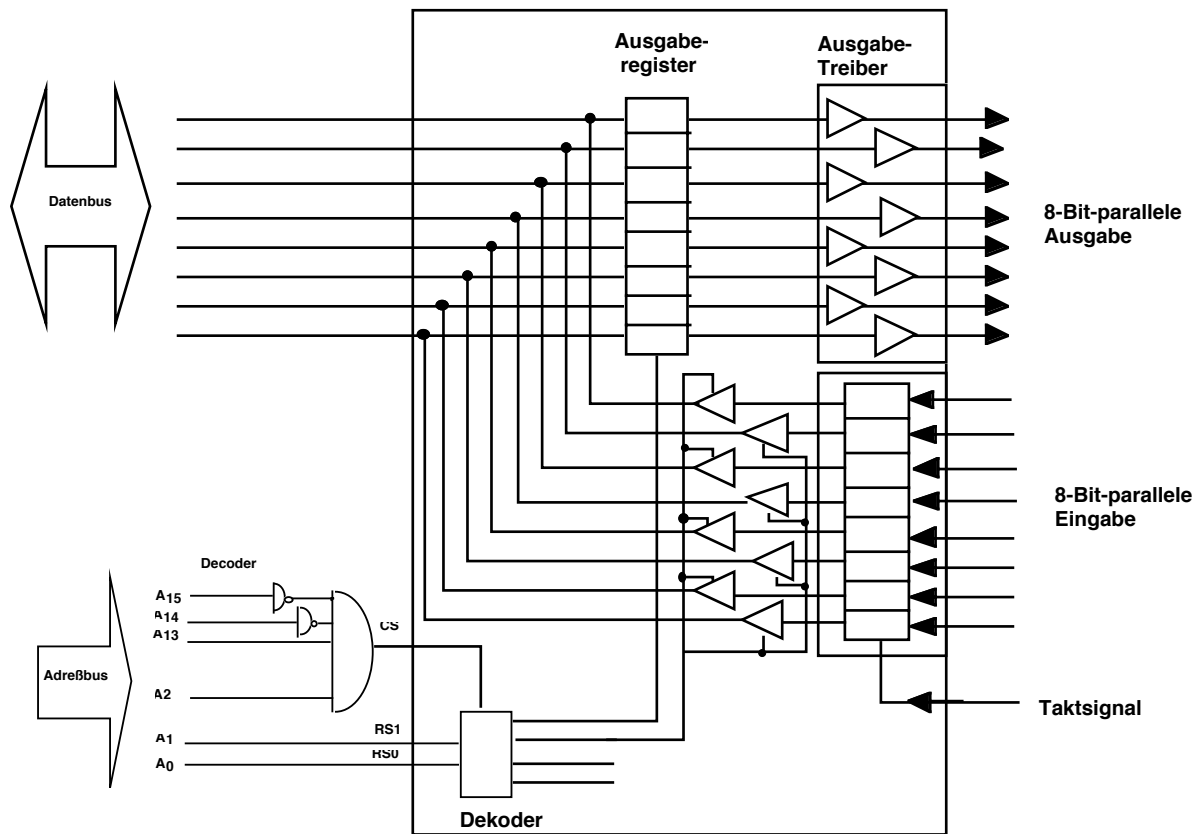 Ausgabe-
register
Ausgabe-
Treiber
Datenbus
8-Bit-parallele
Ausgabe
8-Bit-parallele
Eingabe
Decoder
A15
A14
A13
CS
Adreßbus
A2
A1
RS1
A0
RS0
Taktsignal
Dekoder